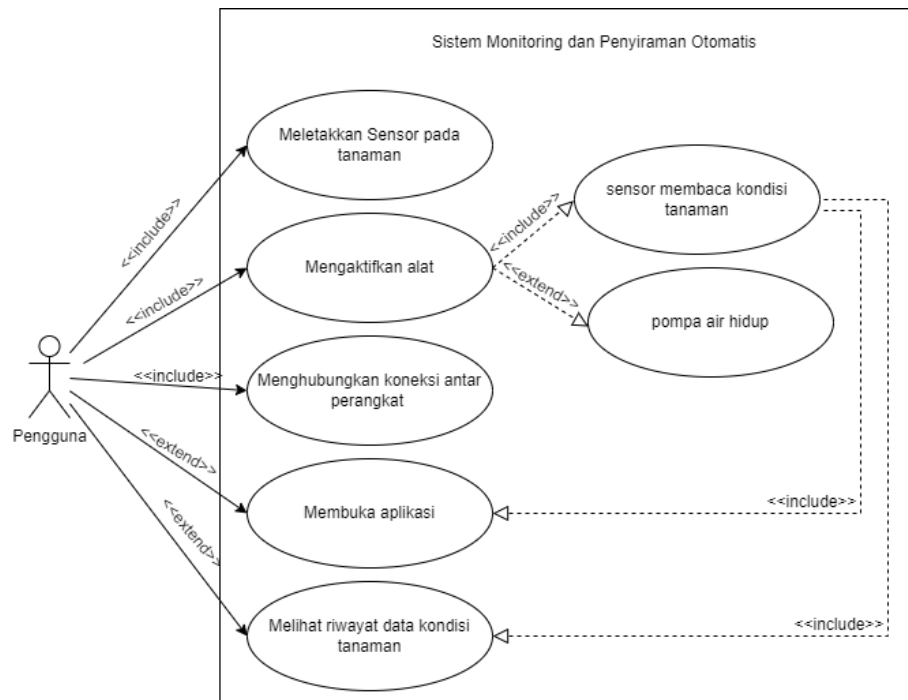 Sistem Monitoring dan Penyiraman Otomatis
Meletakkan Sensor pada
tanaman
<<include>>
sensor membaca kondisi
tanaman
<<include>>
Mengaktifkan alat
<<include>>
<<extend>>
pompa air hidup
<<include>>
Menghubungkan koneksi antar
perangkat
Pengguna
<<extend>>
Membuka aplikasi
<<include>>
<<extend>>
Melihat riwayat data kondisi
tanaman
<<include>>